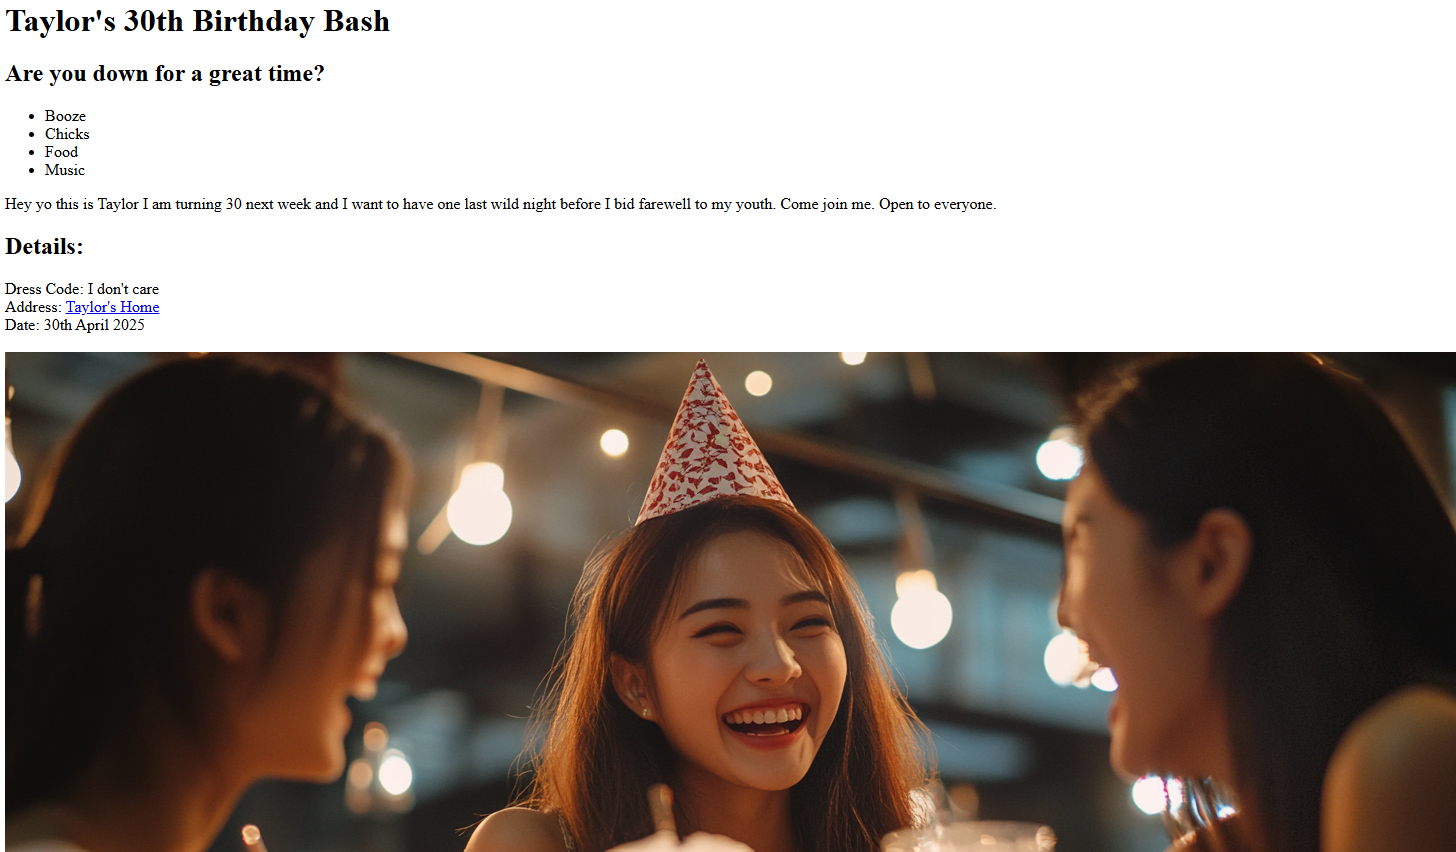 Taylor's 30th Birthday Bash
Are you down for a great time?
Booze
Chicks
Food
Music
Hey yo this is Taylor I am turning 30 next week and I want to have one last wild night before I bid farewell to my youth. Come join me. Open to everyone.
Details:
Dress Code: I don't care
Address: Taylor's Home
Date: 30th April 2025